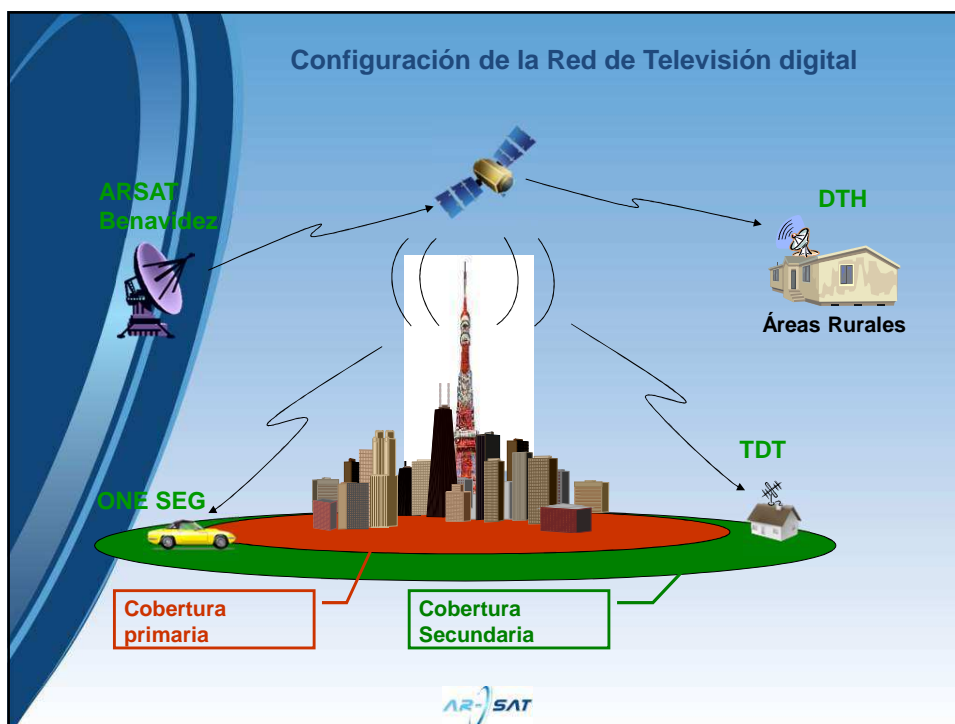 Configuración de la Red de Televisión digital
ARSAT
Benavidez
DTH
Áreas Rurales
TDT
ONE SEG
Cobertura
primaria
Cobertura
Secundaria
AR-SAT